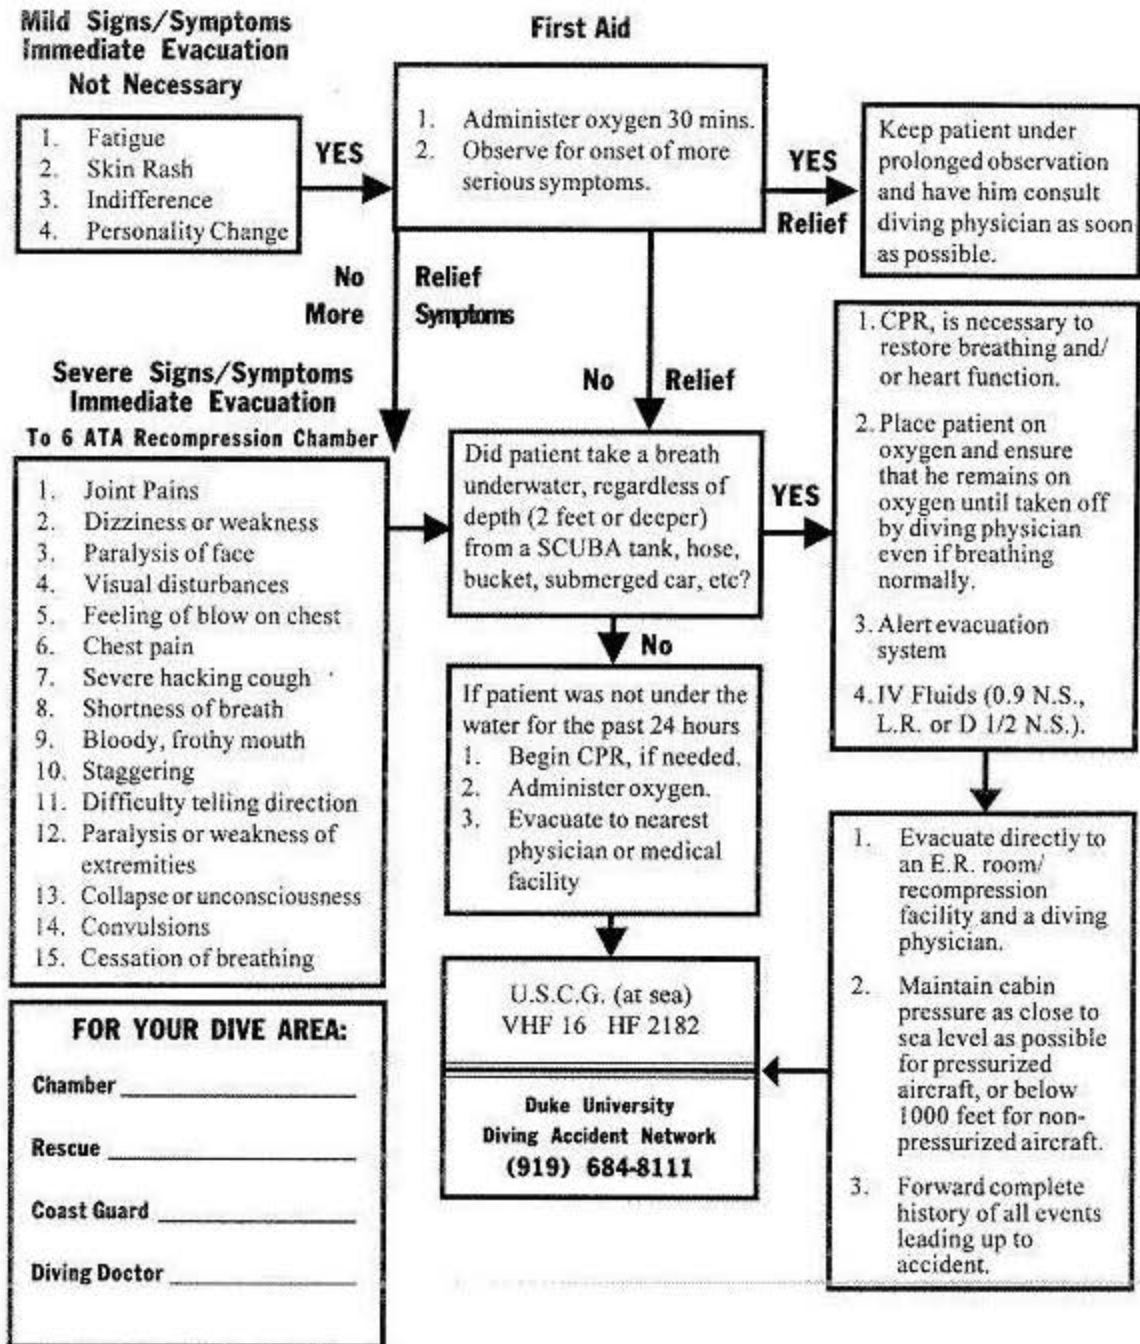 Mild Signs/Symptoms
Immediate Evacuation
Not Necessary
1. Fatigue
2. Skin Rash
3. Indifference
4. Personality Change
YES
First Aid
1. Administer oxygen 30 mins.
2. Observe for onset of more
serious symptoms.
YES
Relief
Keep patient under
prolonged observation
and have him consult
diving physician as soon
as possible.
No Relief
More Symptoms
No Relief
Severe Signs/Symptoms
Immediate Evacuation
To 6 ATA Recompression Chamber
1. Joint Pains
2. Dizziness or weakness
3. Paralysis of face
4. Visual disturbances
5. Feeling of blow on chest
6. Chest pain
7. Severe hacking cough
8. Shortness of breath
9. Bloody, frothy mouth
10. Staggering
11. Difficulty telling direction
12. Paralysis or weakness of
extremities
13. Collapse or unconsciousness
14. Convulsions
15. Cessation of breathing
Did patient take a breath
underwater, regardless of
depth (2 feet or deeper)
from a SCUBA tank, hose,
bucket, submerged car, etc?
YES
1. CPR, is necessary to
restore breathing and/
or heart function.
2. Place patient on
oxygen and ensure
that he remains on
oxygen until taken off
by diving physician
even if breathing
normally.
3. Alert evacuation
system
4. IV Fluids (0.9 N.S.,
L.R. or D 1/2 N.S.).
No
If patient was not under the
water for the past 24 hours
1. Begin CPR, if needed.
2. Administer oxygen.
3. Evacuate to nearest
physician or medical
facility
1. Evacuate directly to
an E.R. room/
recompression
facility and a diving
physician.
2. Maintain cabin
pressure as close to
sea level as possible
for pressurized
aircraft, or below
1000 feet for non-
pressurized aircraft.
3. Forward complete
history of all events
leading up to
accident.
U.S.C.G. (at sea)
VHF 16 HF 2182
Duke University
Diving Accident Network
(919) 684-8111
FOR YOUR DIVE AREA:
Chamber
Rescue
Coast Guard
Diving Doctor